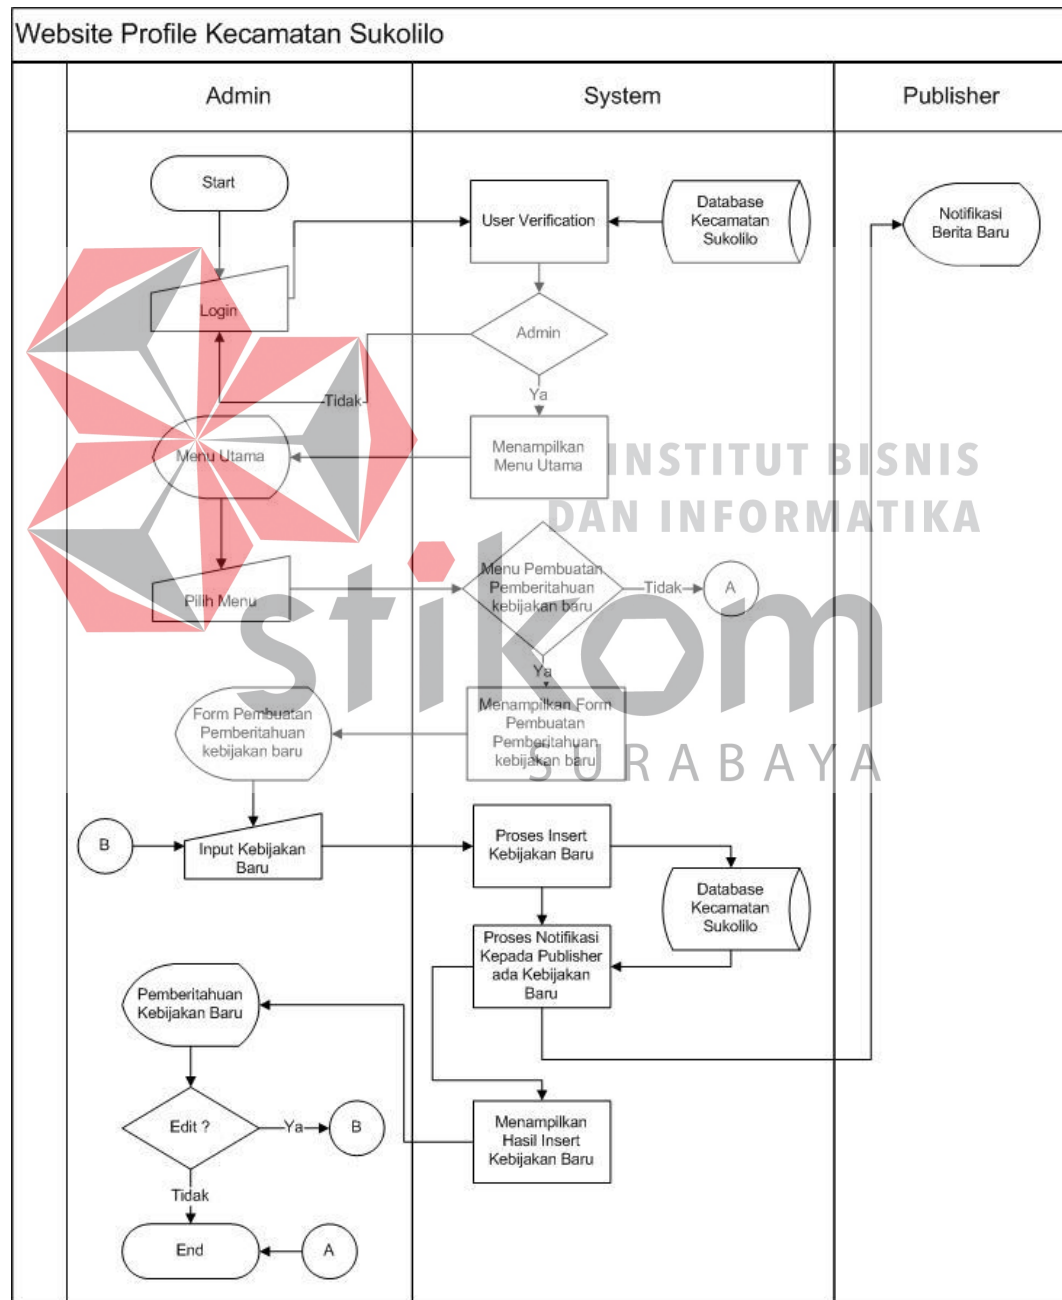 Website Profile Kecamatan Sukolilo
Admin
System
Publisher
Start
User Verification
Database
Kecamatan
Sukolilo
Notifikasi
Berita Baru
Login
Admin
Tidak
Ya
Menu Utama
Menampilkan
Menu Utama
INSTITUT BISNIS
DAN INFORMATIKA
Pilih Menu
Menu Pembuatan
Pemberitahuan
kebijakan baru
Tidak
A
stikom
SURABAYA
Ya
Form Pembuatan
Pemberitahuan
kebijakan baru
Menampilkan Form
Pembuatan
Pemberitahuan
kebijakan baru
B
Input Kebijakan
Baru
Proses Insert
Kebijakan Baru
Database
Kecamatan
Sukolilo
Proses Notifikasi
Kepada Publisher
ada Kebijakan
Baru
Pemberitahuan
Kebijakan Baru
Edit ?
Ya
B
Menampilkan
Hasil Insert
Kebijakan Baru
Tidak
End
A